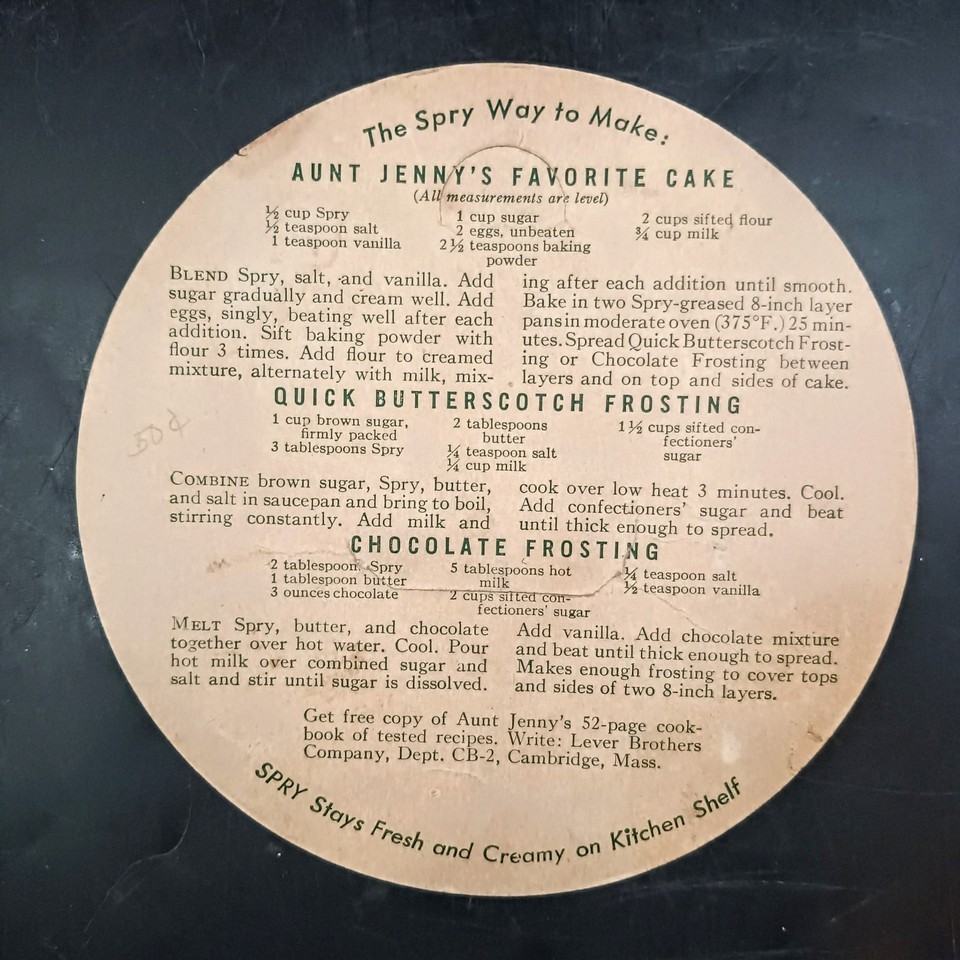 The Spry Way to Make:
AUNT JENNY'S FAVORITE CAKE
(All measurements are level)
½ cup Spry
½ teaspoon salt
1 teaspoon vanilla
1 cup sugar
2 eggs, unbeaten
2½ teaspoons baking
powder
2 cups sifted flour
¾ cup milk
BLEND Spry, salt, and vanilla. Add
sugar gradually and cream well. Add
eggs, singly, beating well after each
addition. Sift baking powder with
flour 3 times. Add flour to creamed
mixture, alternately with milk, mix-
ing after each addition until smooth.
Bake in two Spry-greased 8-inch layer
pans in moderate oven (375°F.) 25 min-
utes. Spread Quick Butterscotch Frost-
ing or Chocolate Frosting between
layers and on top and sides of cake.
QUICK BUTTERSCOTCH FROSTING
1 cup brown sugar,
firmly packed
3 tablespoons Spry
2 tablespoons
butter
¼ teaspoon salt
¼ cup milk
1½ cups sifted con-
fectioners'
sugar
50¢
COMBINE brown sugar, Spry, butter,
and salt in saucepan and bring to boil,
stirring constantly. Add milk and
cook over low heat 3 minutes. Cool.
Add confectioners' sugar and beat
until thick enough to spread.
CHOCOLATE FROSTING
2 tablespoons Spry
1 tablespoon butter
3 ounces chocolate
5 tablespoons hot
milk
2 cups sifted con-
fectioners' sugar
¼ teaspoon salt
½ teaspoon vanilla
MELT Spry, butter, and chocolate
together over hot water. Cool. Pour
hot milk over combined sugar and
salt and stir until sugar is dissolved.
Add vanilla. Add chocolate mixture
and beat until thick enough to spread.
Makes enough frosting to cover tops
and sides of two 8-inch layers.
Get free copy of Aunt Jenny's 52-page cook-
book of tested recipes. Write: Lever Brothers
Company, Dept. CB-2, Cambridge, Mass.
SPRY Stays Fresh and Creamy on Kitchen Shelf